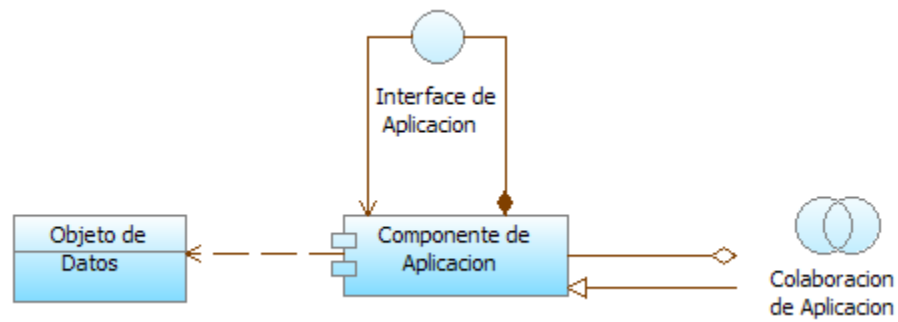 Interface de
Aplicacion
Objeto de
Datos
Componente de
Aplicacion
Colaboracion
de Aplicacion